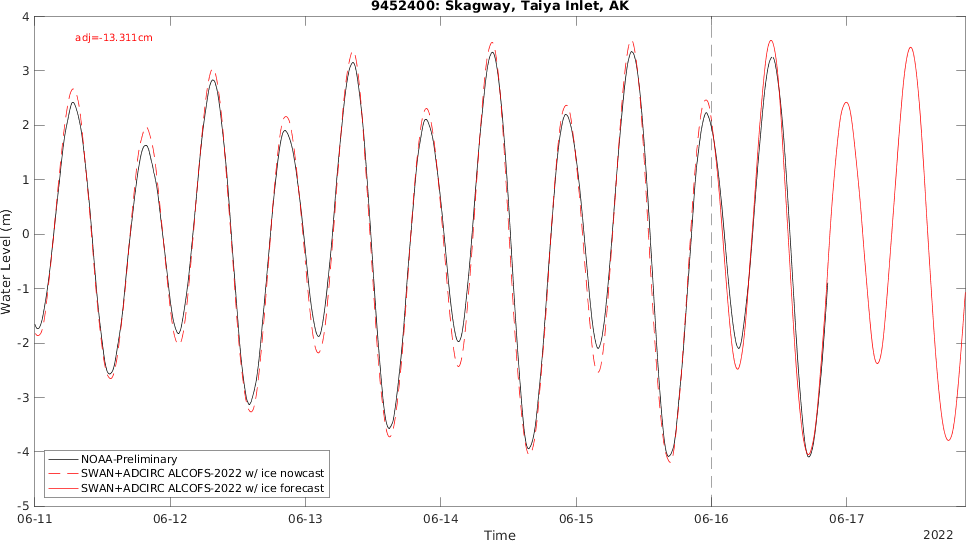 9452400: Skagway, Taiya Inlet, AK
adj=-13.311cm
4
3
2
1
0
-1
-2
-3
-4
-5
Water Level (m)
NOAA-Preliminary
SWAN+ADCIRC ALCOFS-2022 w/ ice nowcast
SWAN+ADCIRC ALCOFS-2022 w/ ice forecast
06-11 06-12 06-13 06-14 06-15 06-16 06-17
Time
2022